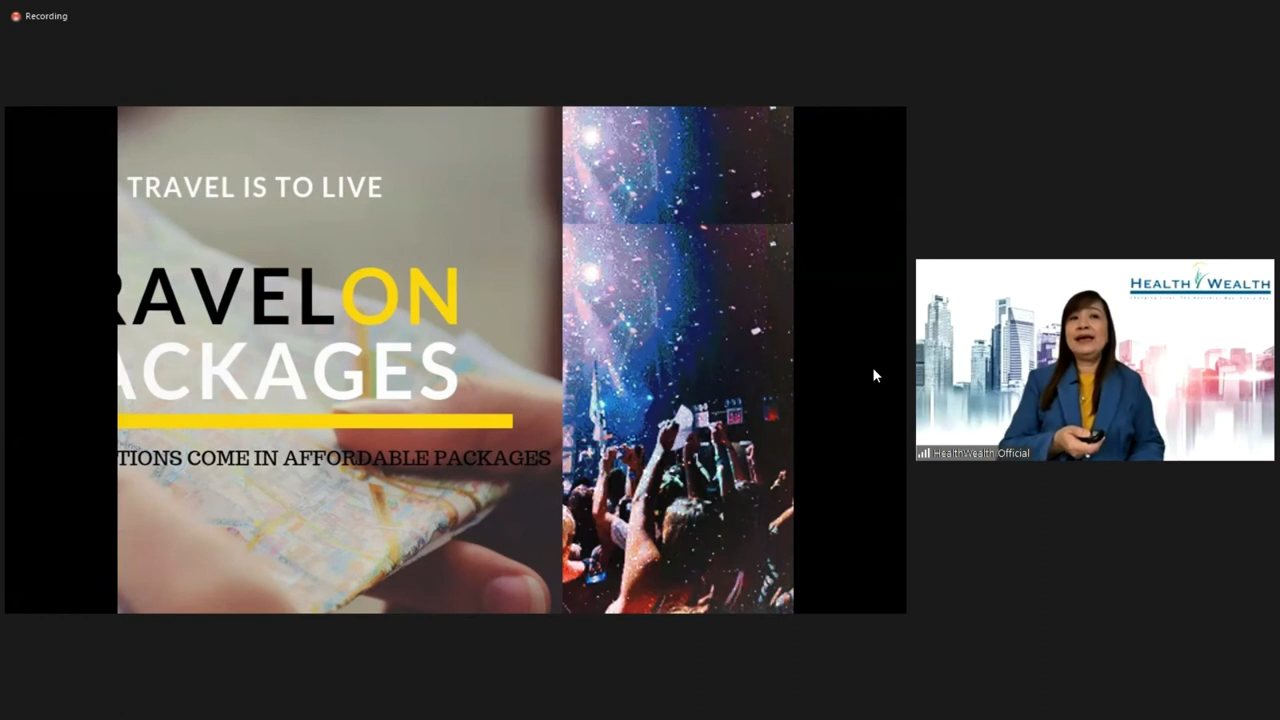 Recording
TRAVEL IS TO LIVE
RAVELON
ACKAGES
TIONS COME IN AFFORDABLE PACKAGES
HEALTH WEALTH
HealthWealth Official